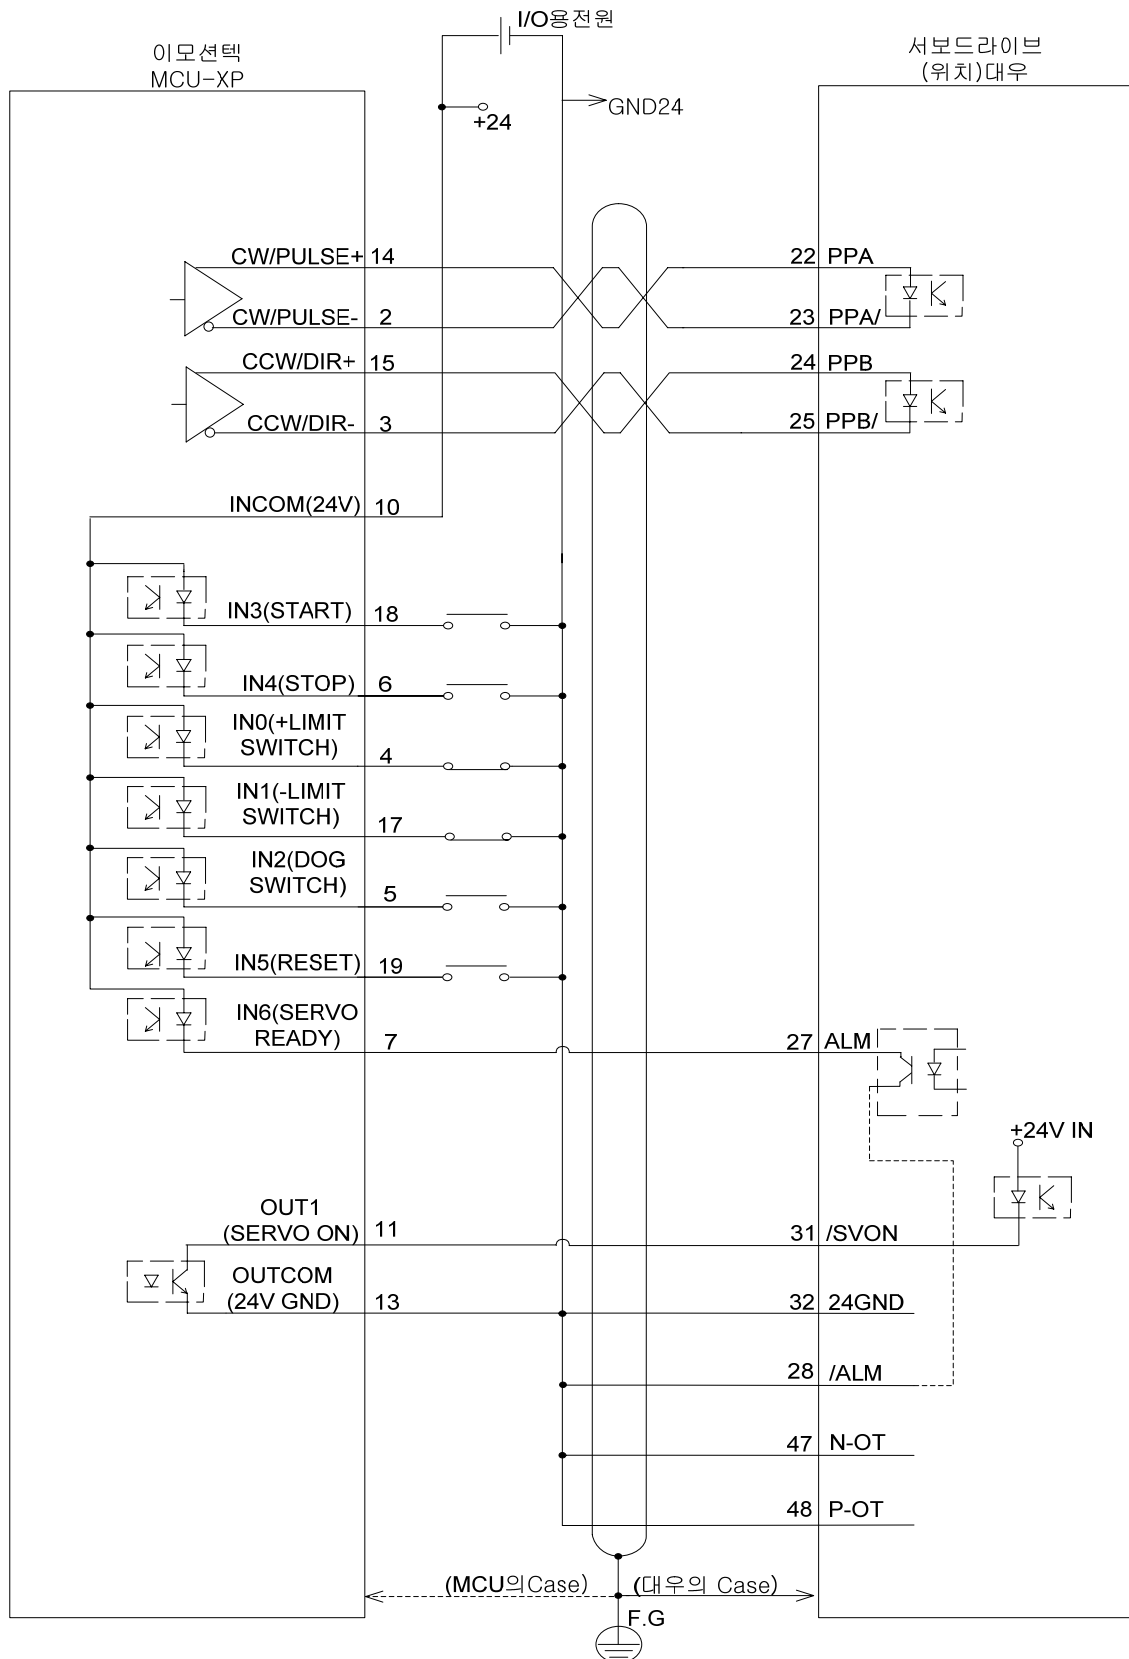 I/O용전원
이모션텍
MCU-XP
서보드라이브
(위치)대우
+24
GND24
CW/PULSE+ 14
22 PPA
CW/PULSE- 2
23 PPA/
CCW/DIR+ 15
24 PPB
CCW/DIR- 3
25 PPB/
INCOM(24V) 10
IN3(START) 18
IN4(STOP) 6
IN0(+LIMIT
SWITCH) 4
IN1(-LIMIT
SWITCH) 17
IN2(DOG
SWITCH) 5
IN5(RESET) 19
IN6(SERVO
READY) 7
27 ALM
+24V IN
OUT1
(SERVO ON) 11
31 /SVON
OUTCOM
(24V GND) 13
32 24GND
28 /ALM
47 N-OT
48 P-OT
(MCU의Case)
(대우의 Case)
F.G